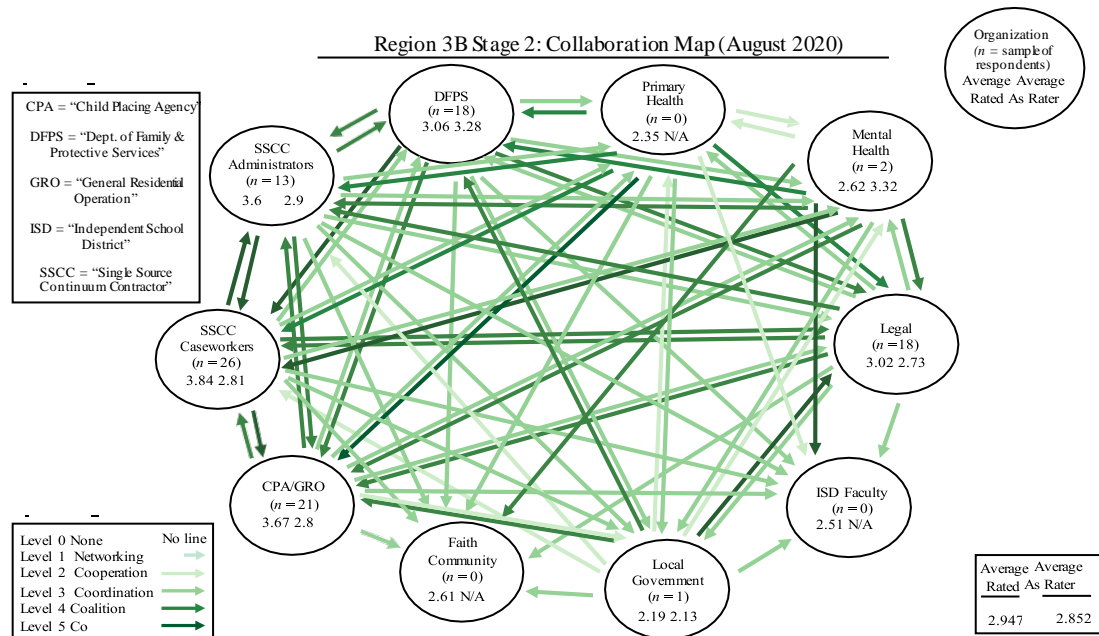 Region 3B Stage 2: Collaboration Map (August 2020)
Organization
(n = sample of
respondents)
Average Average
Rated As Rater
CPA = “Child Placing Agency”
DFPS = “Dept. of Family &
Protective Services”
GRO = “General Residential
Operation”
ISD = “Independent School
District”
SSCC = “Single Source
Continuum Contractor”
DFPS
(n = 18)
3.06 3.28
Primary
Health
(n = 0)
2.35 N/A
Mental
Health
(n = 2)
2.62 3.32
SSCC
Administrators
(n = 13)
3.6 2.9
SSCC
Caseworkers
(n = 26)
3.84 2.81
Legal
(n = 18)
3.02 2.73
CPA/GRO
(n = 21)
3.67 2.8
ISD Faculty
(n = 0)
2.51 N/A
Faith
Community
(n = 0)
2.61 N/A
Local
Government
(n = 1)
2.19 2.13
Level 0 None No line
Level 1 Networking
Level 2 Cooperation
Level 3 Coordination
Level 4 Coalition
Level 5 Co
Average Average
Rated As Rater
2.947 2.852